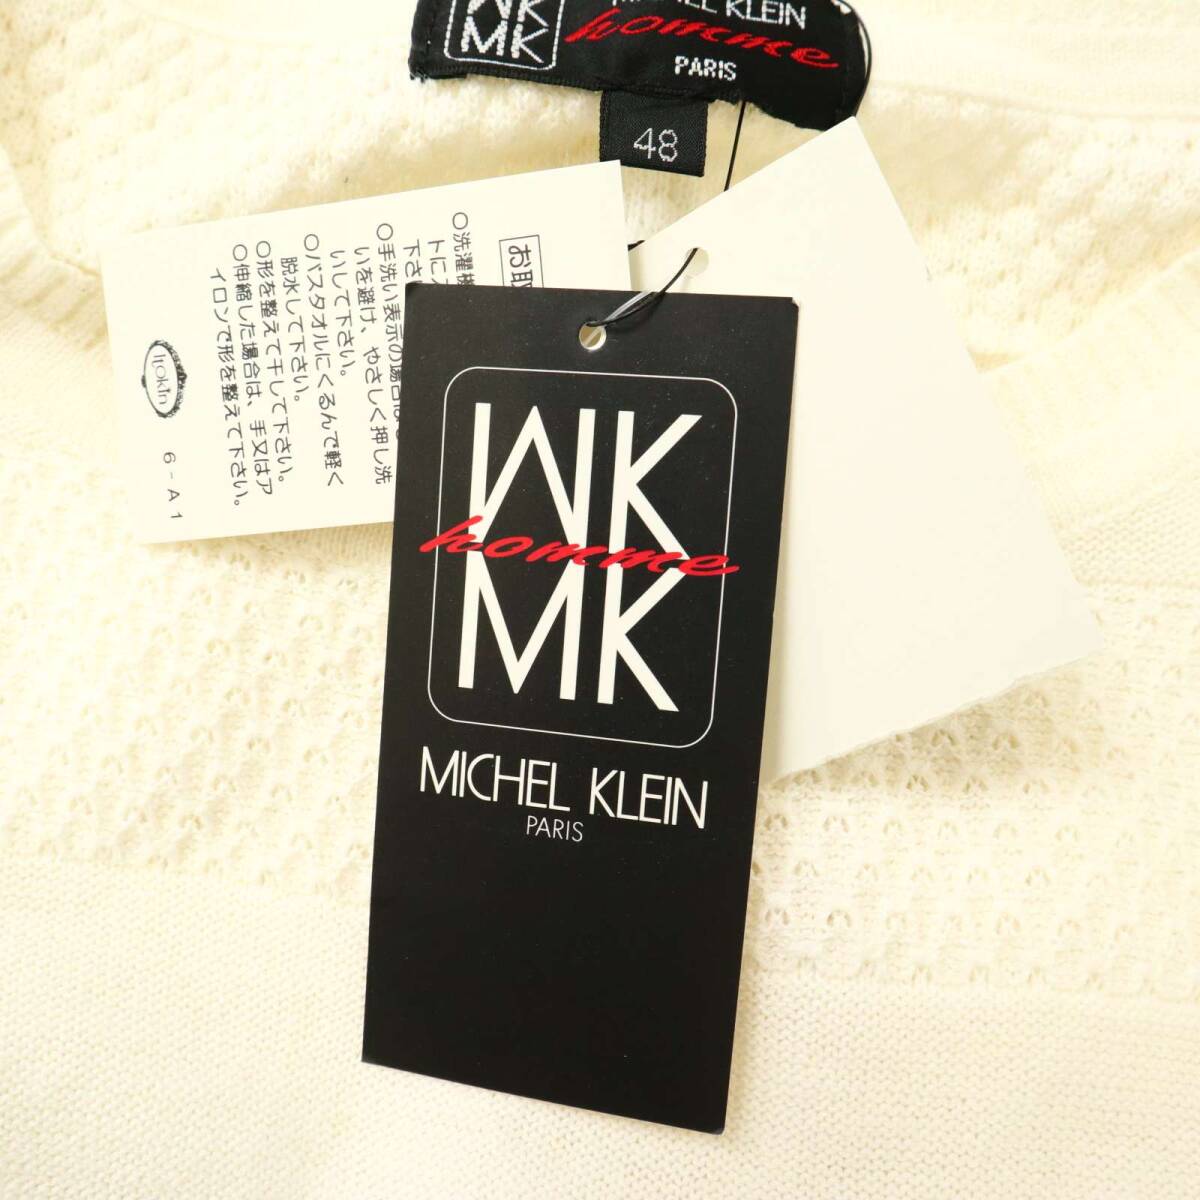 MICHEL KLEIN
homme
PARIS
MK
48
お取
○洗濯機
トに入
下さ
○手洗い表示の場合は
いを避け、やさしく押し洗
いして下さい。
○バスタオルにくるんで軽く
脱水して下さい。
○形を整えて干して下さい。
○伸縮した場合は、手又はア
イロンで形を整えて下さい。
Itokin
6-A1
MK
homme
MK
MICHEL KLEIN
PARIS